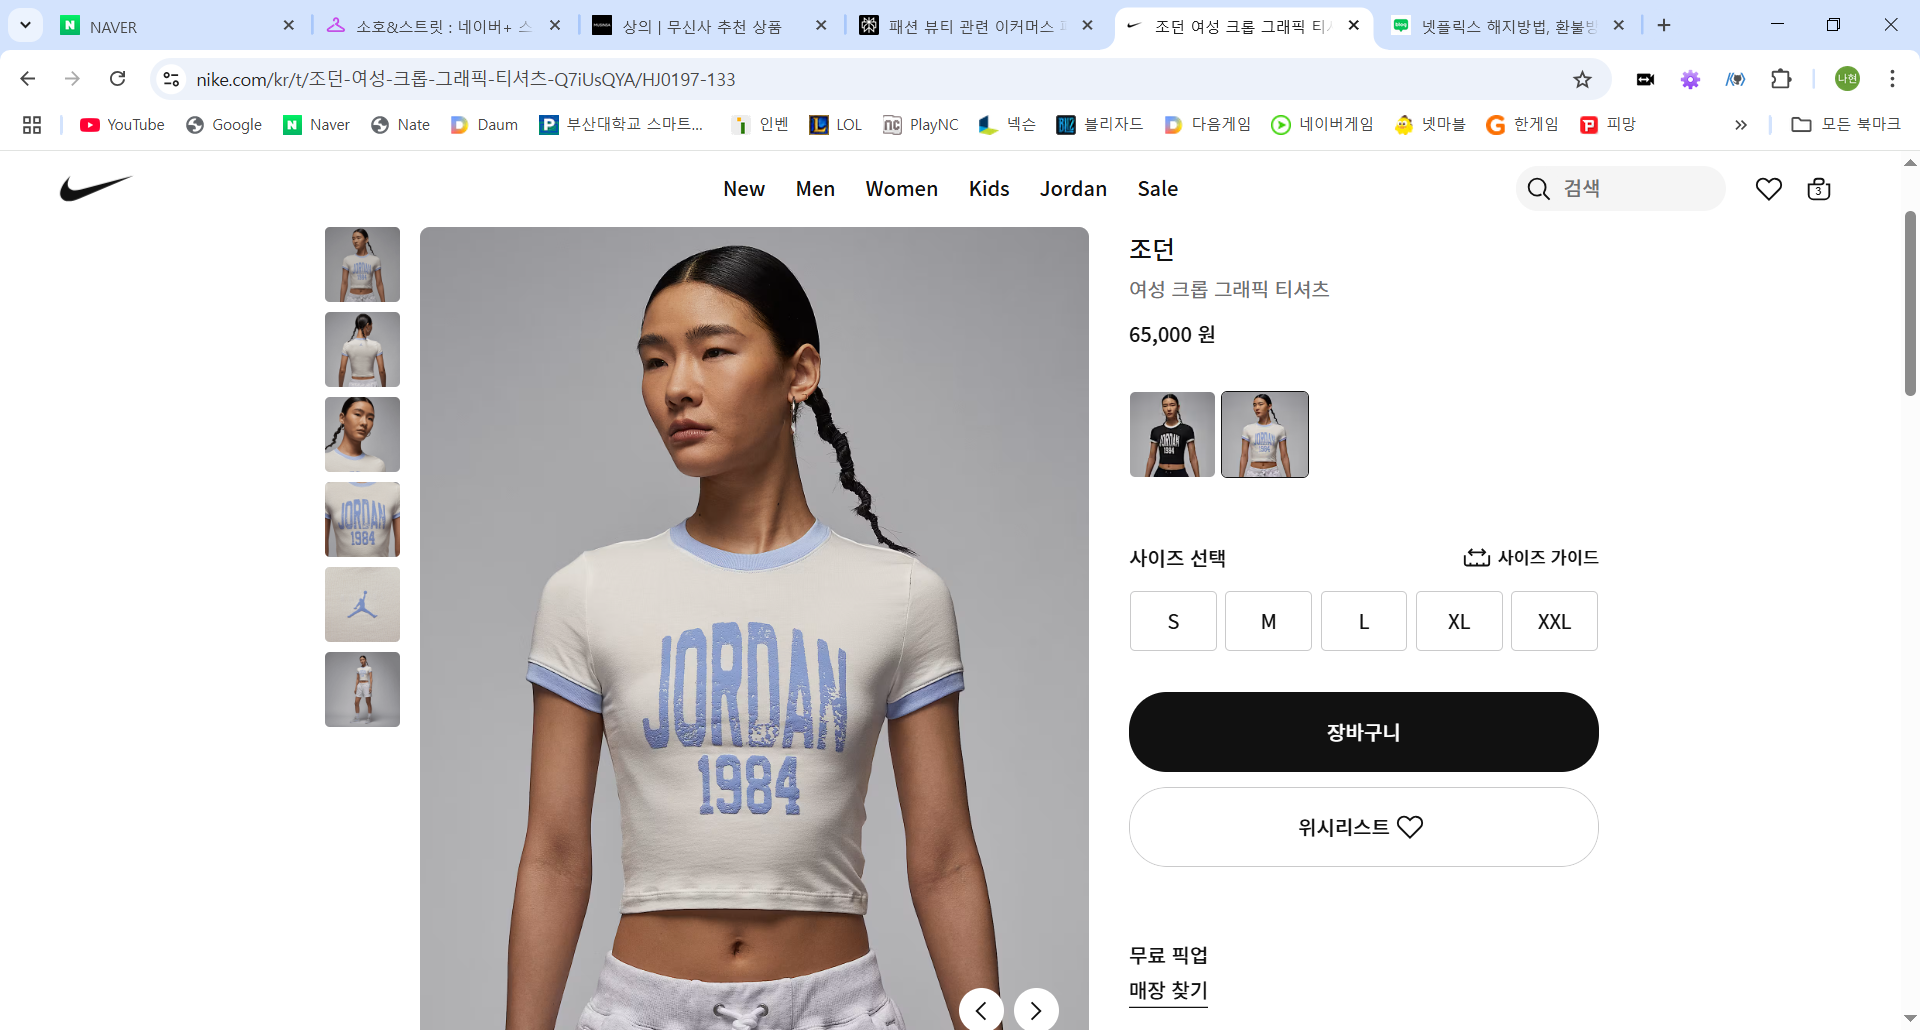 NAVER
소호&스트릿 : 네이버+ 스
상의 | 무신사 추천 상품
패션 뷰티 관련 이커머스
조던 여성 크롭 그래픽 티
넷플릭스 해지방법, 환불
nike.com/kr/t/조던-여성-크롭-그래픽-티셔츠-Q7iUsQYA/HJ0197-133
나현
YouTube
Google
Naver
Nate
Daum
부산대학교 스마트...
인벤
LOL
PlayNC
넥슨
블리자드
다음게임
네이버게임
넷마블
한게임
피망
모든 북마크
New
Men
Women
Kids
Jordan
Sale
검색
3
JORDAN
1984
조던
여성 크롭 그래픽 티셔츠
65,000 원
JORDAN
1984
JORDAN
1984
사이즈 선택
사이즈 가이드
S
M
L
XL
XXL
장바구니
위시리스트
무료 픽업
매장 찾기